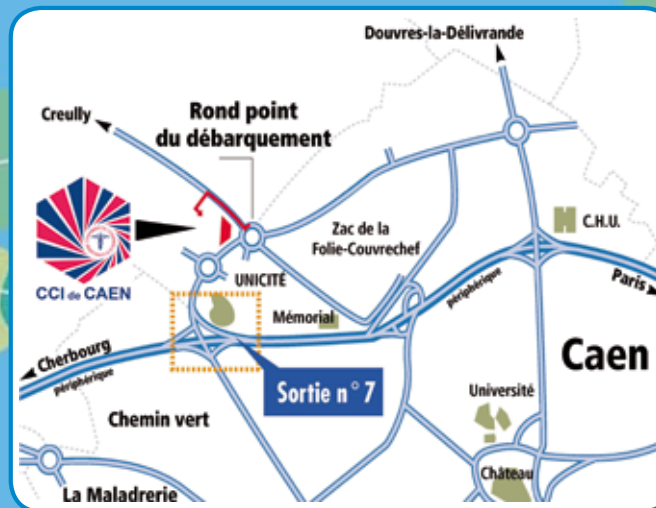 Douvres-la-Délivrande
Creully
Rond point
du débarquement
C.H.U.
Zac de la
Folie-Couvrechef
CCI de CAEN
UNICITÉ
Paris
périphérique
Mémorial
Cherbourg
périphérique
Caen
Sortie n° 7
Université
Chemin vert
Château
La Maladrerie